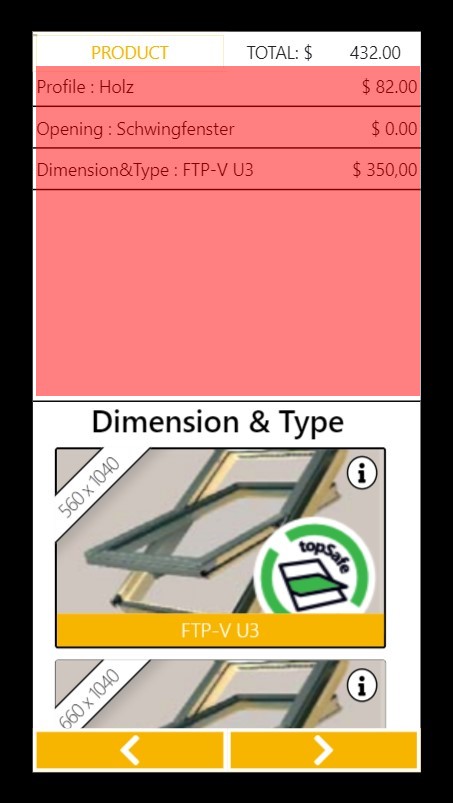 PRODUCT TOTAL: $ 432.00
Profile : Holz $ 82.00
Opening : Schwingfenster $ 0.00
Dimension&Type : FTP-V U3 $ 350,00
Dimension & Type
560 x 1040
i
topSafe
FTP-V U3
660 x 1040
i